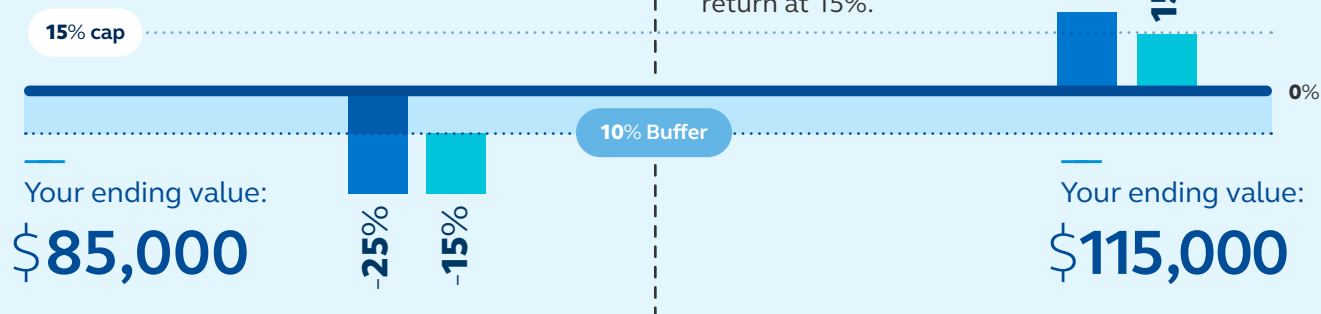 return at 15%.
15% cap
0%
10% Buffer
Your ending value:
$85,000
-25%
-15%
Your ending value:
$115,000